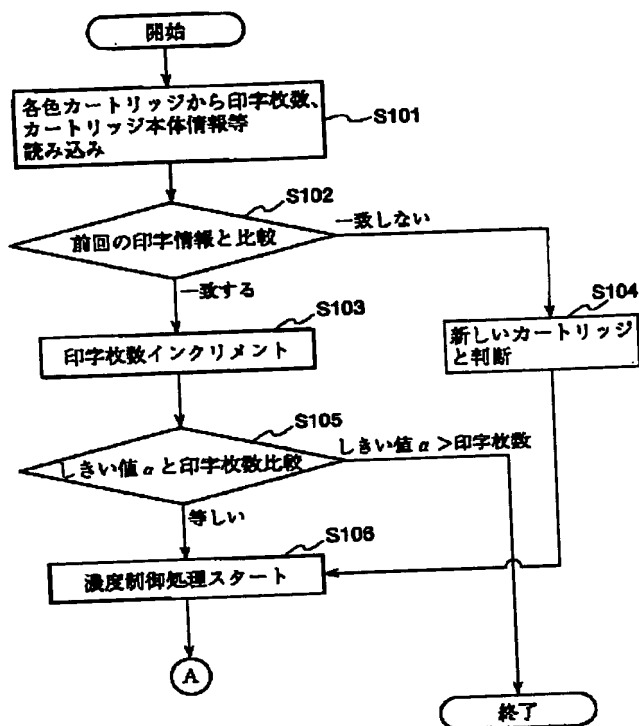 開始
各色カートリッジから印字枚数、
カートリッジ本体情報等
読み込み
S101
S102
前回の印字情報と比較
一致しない
一致する
S103
印字枚数インクリメント
S104
新しいカートリッジ
と判断
S105
しきい値α>印字枚数
しきい値αと印字枚数比較
等しい
S106
濃度制御処理スタート
A
終了